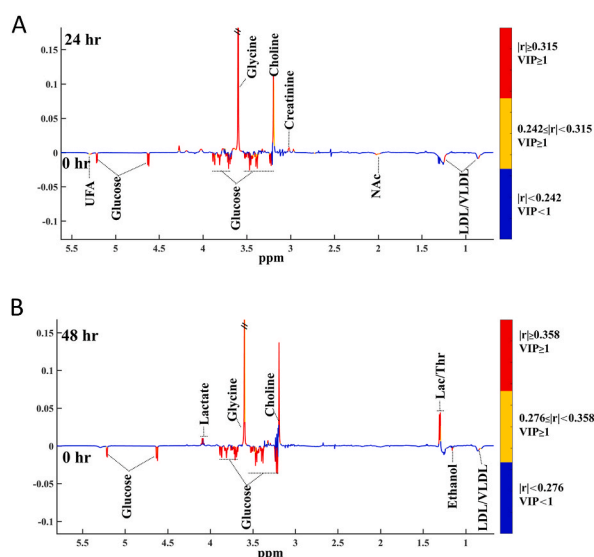 A
24 hr
0.15
0.1
0.05
0
0 hr
-0.05
-0.1
Glycine
Choline
Creatinine
UFA
Glucose
Glucose
NAc
LDL/VLDL
5.5
5
4.5
4
3.5
3
2.5
2
1.5
1
ppm
|r|≥0.315
VIP≥1
0.242≤|r|<0.315
VIP≥1
|r|<0.242
VIP<1
B
48 hr
0.15
0.1
0.05
0
0 hr
-0.05
-0.1
Lactate
Glycine
Choline
Lac/Thr
Glucose
Glucose
Ethanol
LDL/VLDL
5.5
5
4.5
4
3.5
3
2.5
2
1.5
1
ppm
|r|≥0.358
VIP≥1
0.276≤|r|<0.358
VIP≥1
|r|<0.276
VIP<1